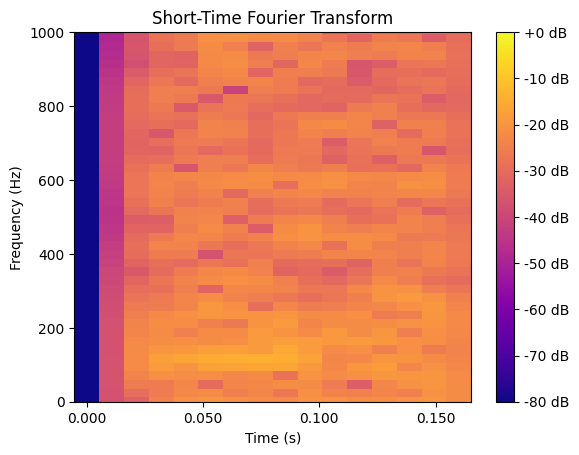 Short-Time Fourier Transform
1000
800
600
400
200
0
Frequency (Hz)
0.000
0.050
0.100
0.150
Time (s)
+0 dB
-10 dB
-20 dB
-30 dB
-40 dB
-50 dB
-60 dB
-70 dB
-80 dB